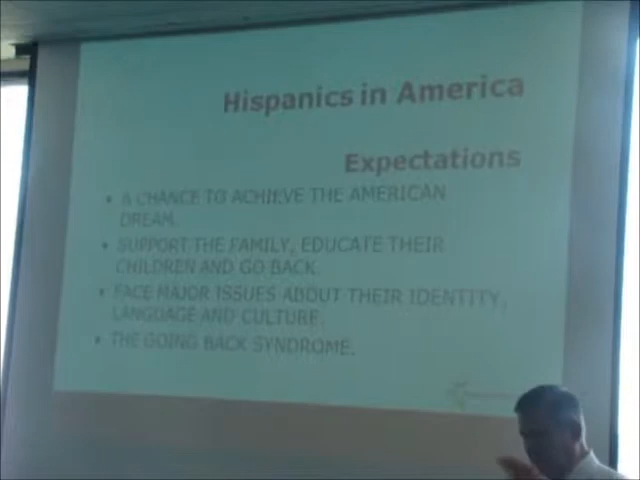 Hispanics in America
Expectations
• A CHANCE TO ACHIEVE THE AMERICAN
DREAM.
• SUPPORT THE FAMILY, EDUCATE THEIR
CHILDREN AND GO BACK.
• FACE MAJOR ISSUES ABOUT THEIR IDENTITY,
LANGUAGE AND CULTURE.
• THE GOING BACK SYNDROME.